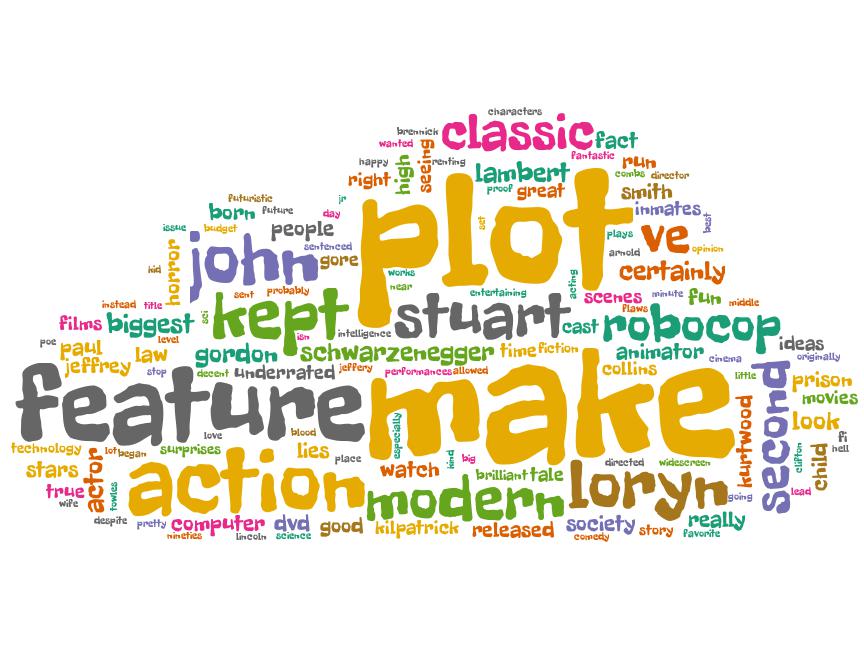 characters
brennick
classic
fact
wanted
fantastic
happy
high
seeing
renting
lambert
run
combs
director
right
proof
great
smith
jr
futuristic
born
future
day
plot
set
inmates
best
issue
budget
people
plays
ve
opinion
john
sentenced
gore
arnold
kid
horror
works
near
acting
certainly
sent
probably
entertaining
scenes
minute
fun
middle
instead
title
kept
stuart
flaws
films
biggest
sci
isn
intelligence
cast
robocop
poe
paul
level
law
gordon
schwarzenegger
time
fiction
animator
ideas
originally
cinema
jeffrey
stop
decent
underrated
jeffery
performances
allowed
collins
little
prison
feature
make
movies
second
kurtwood
look
especially
love
blood
technology
lot
began
surprises
lies
place
fi
hell
stars
actor
action
watch
kind
big
brilliant
tale
directed
widescreen
clifton
child
true
wife
towles
modern
loryn
going
lead
despite
pretty
computer
dvd
good
kilpatrick
released
society
story
really
favorite
nineties
lincoln
science
comedy